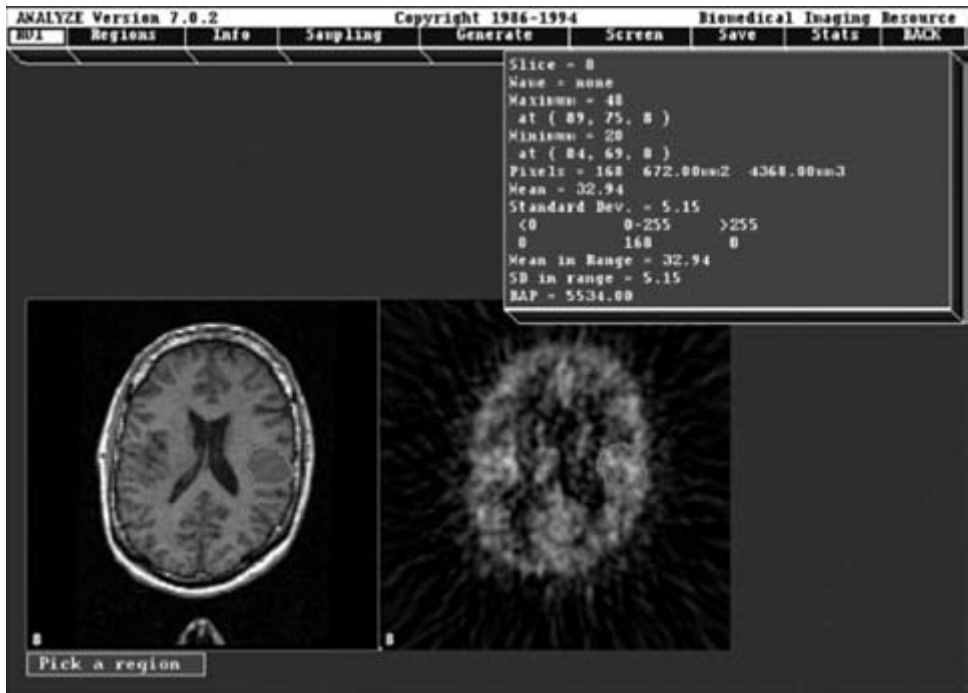 ANALYZE Version 7.0.2 Copyright 1986-1994 Biomedical Imaging Resource
ROI Regions Info Sampling Generate Screen Save Stats BACK
Slice = 8
Name = none
Maximum = 48
at ( 89, 75, 8 )
Minimum = 20
at ( 84, 69, 8 )
Pixels = 168 672.00mm2 4368.00mm3
Mean = 32.94
Standard Dev. = 5.15
<0 0-255 >255
0 168 0
Mean in Range = 32.94
SD in range = 5.15
BAP = 5534.00
8 8
Pick a region